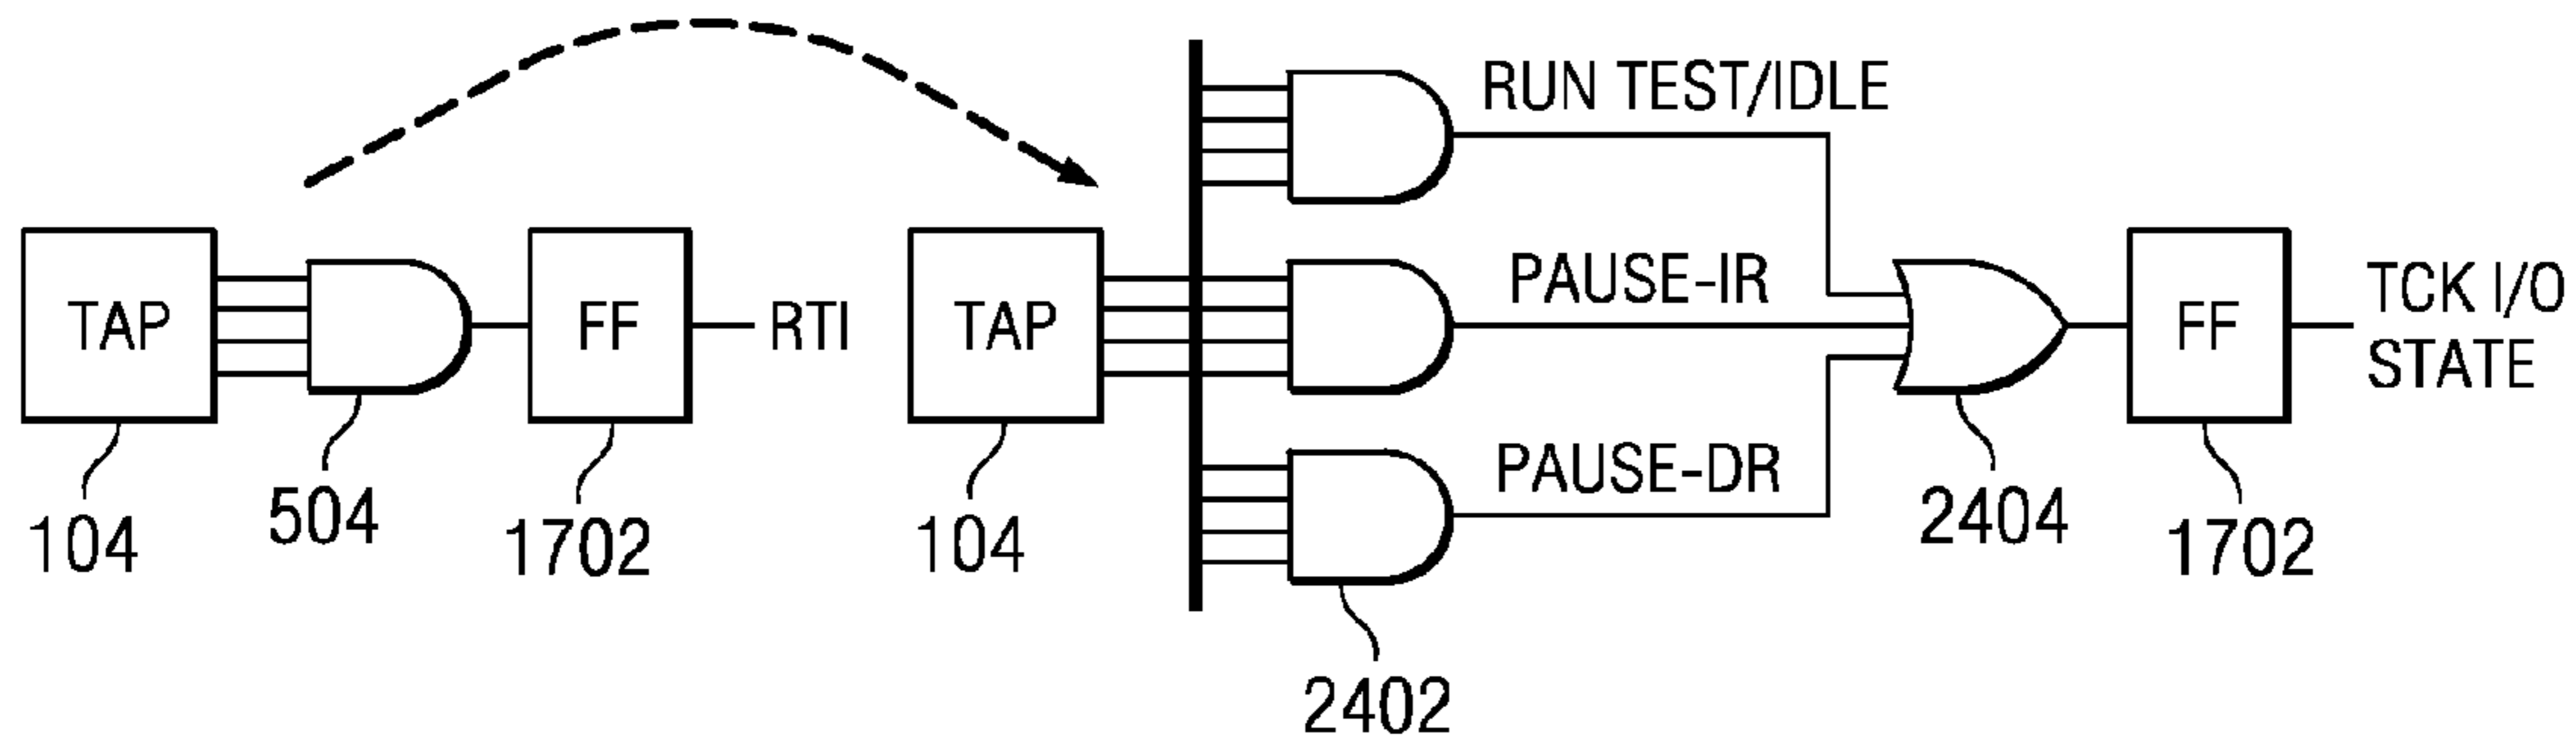 RUN TEST/IDLE
TAP
FF
RTI
TAP
PAUSE-IR
FF
TCK I/O
STATE
PAUSE-DR
104
504
1702
104
2404
1702
2402